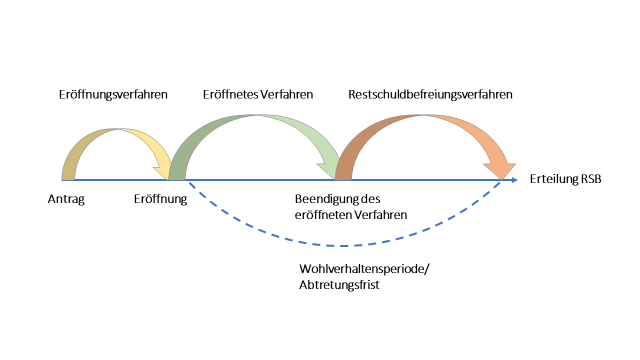 Eröffnungsverfahren
Eröffnetes Verfahren
Restschuldbefreiungsverfahren
Erteilung RSB
Antrag
Eröffnung
Beendigung des
eröffneten Verfahren
Wohlverhaltensperiode/
Abtretungsfrist